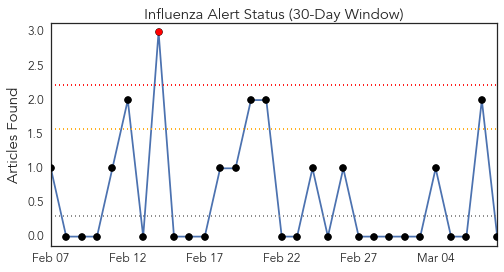 Influenza Alert Status (30-Day Window)
Articles Found
3.0
2.5
2.0
1.5
1.0
0.5
0.0
Feb 07 Feb 12 Feb 17 Feb 22 Feb 27 Mar 04